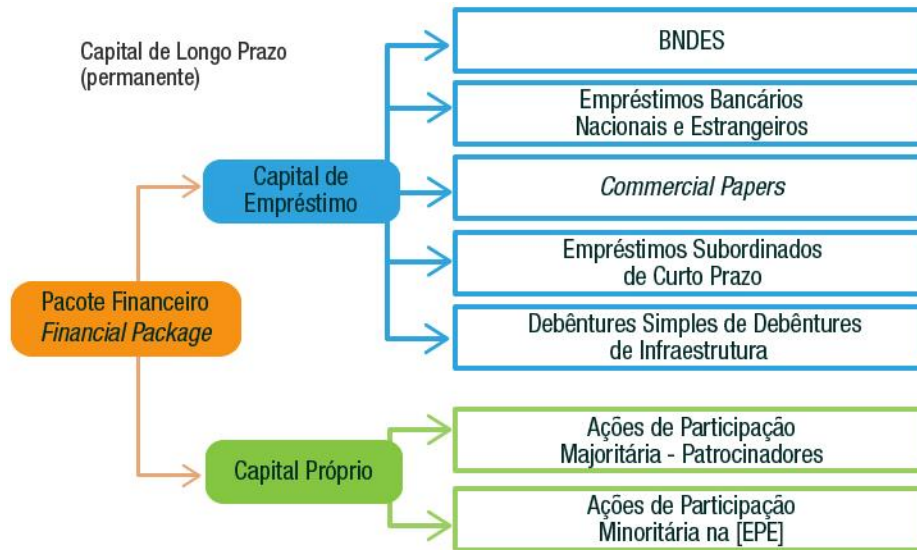 Capital de Longo Prazo
(permanente)
BNDES
Empréstimos Bancários
Nacionais e Estrangeiros
Capital de
Empréstimo
Commercial Papers
Empréstimos Subordinados
de Curto Prazo
Pacote Financeiro
Financial Package
Debêntures Simples de Debêntures
de Infraestrutura
Capital Próprio
Ações de Participação
Majoritária - Patrocinadores
Ações de Participação
Minoritária na [EPE]